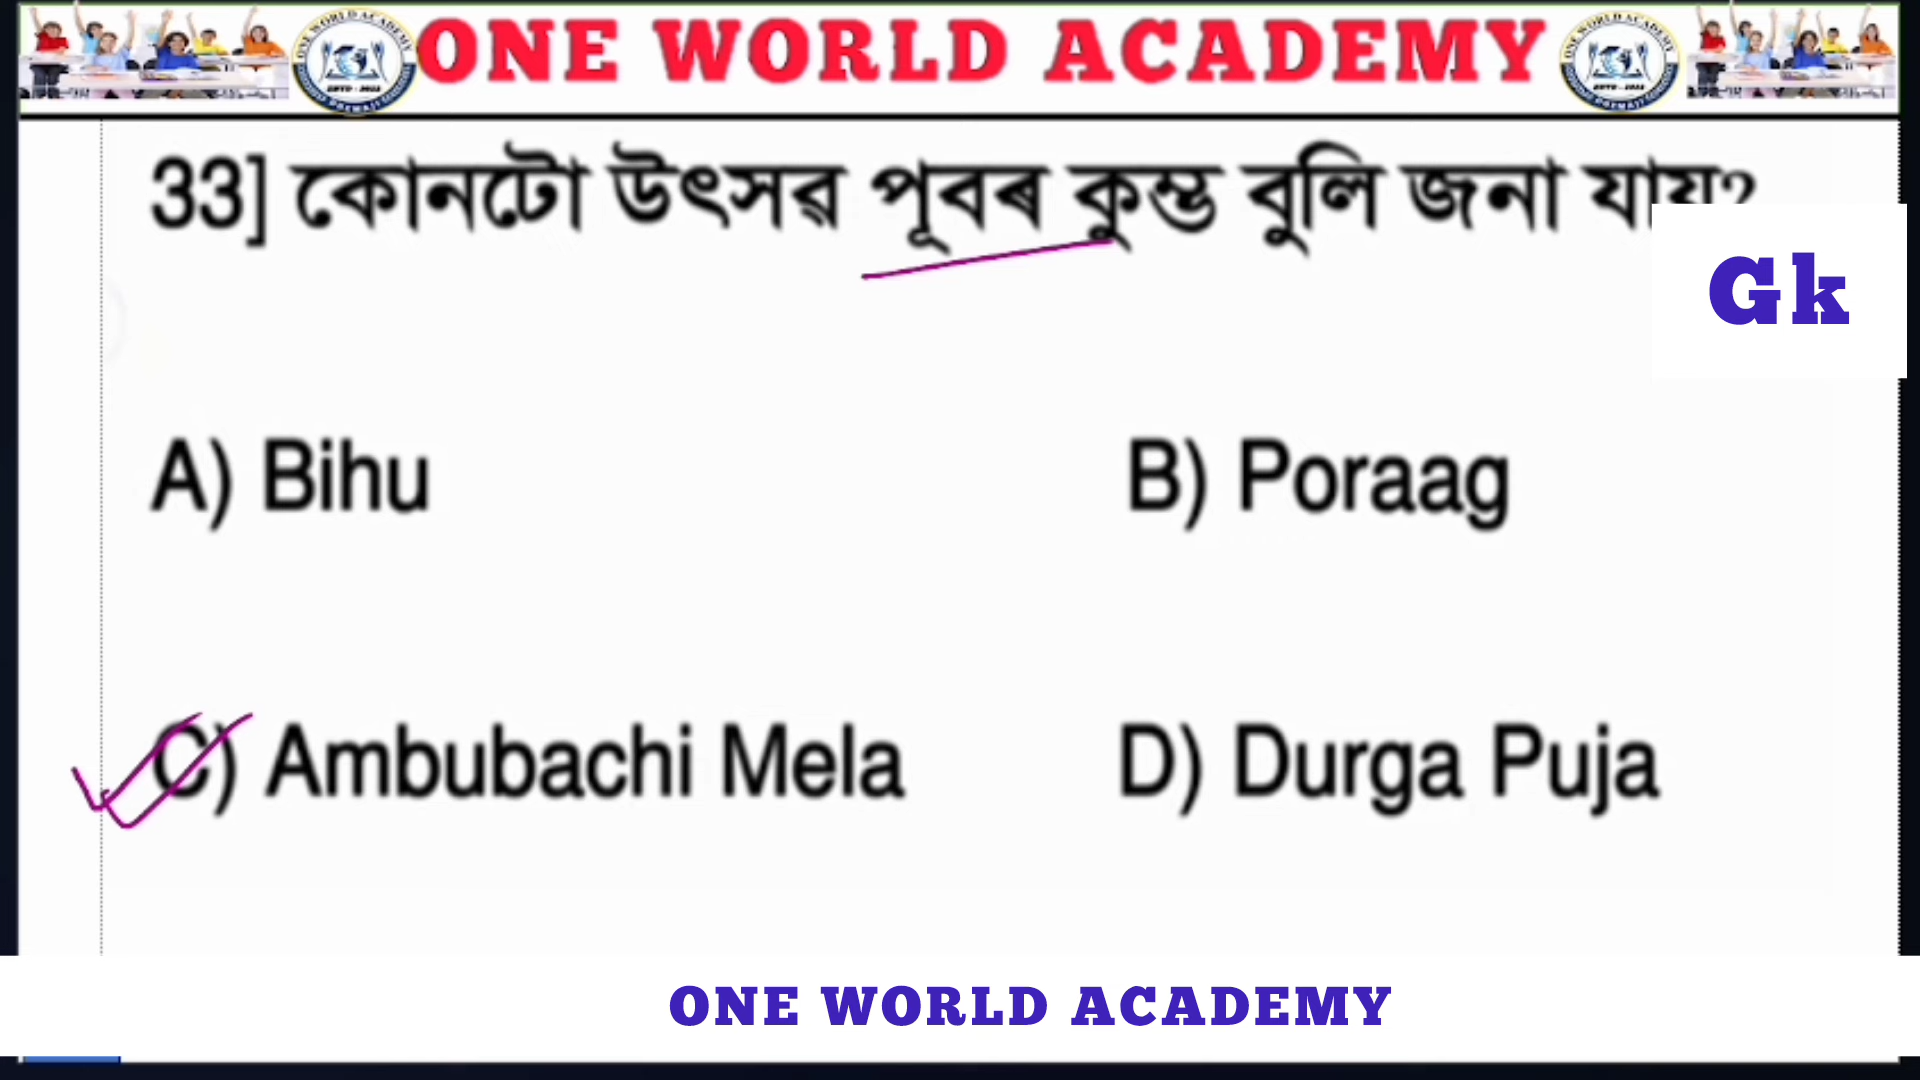 ONE WORLD ACADEMY
33] কোনটো উৎসৱ পূবৰ কুম্ভ বুলি জনা যায়?
Gk
A) Bihu
B) Poraag
C) Ambubachi Mela
D) Durga Puja
ONE WORLD ACADEMY